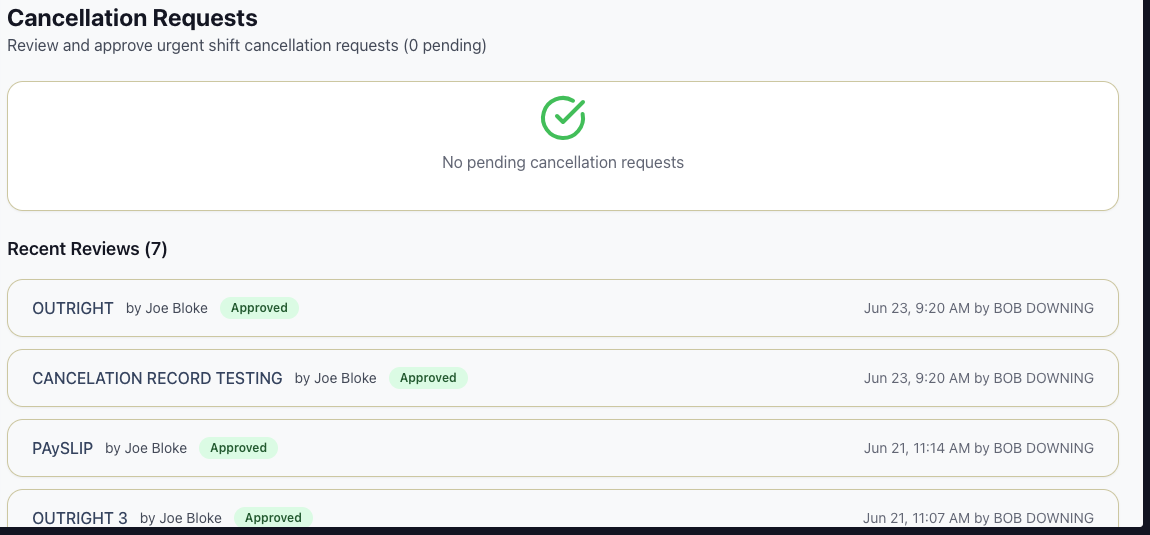 Cancellation Requests
Review and approve urgent shift cancellation requests (0 pending)
No pending cancellation requests
Recent Reviews (7)
OUTRIGHT by Joe Bloke Approved Jun 23, 9:20 AM by BOB DOWNING
CANCELATION RECORD TESTING by Joe Bloke Approved Jun 23, 9:20 AM by BOB DOWNING
PAySLIP by Joe Bloke Approved Jun 21, 11:14 AM by BOB DOWNING
OUTRIGHT 3 by Joe Bloke Approved Jun 21, 11:07 AM by BOB DOWNING